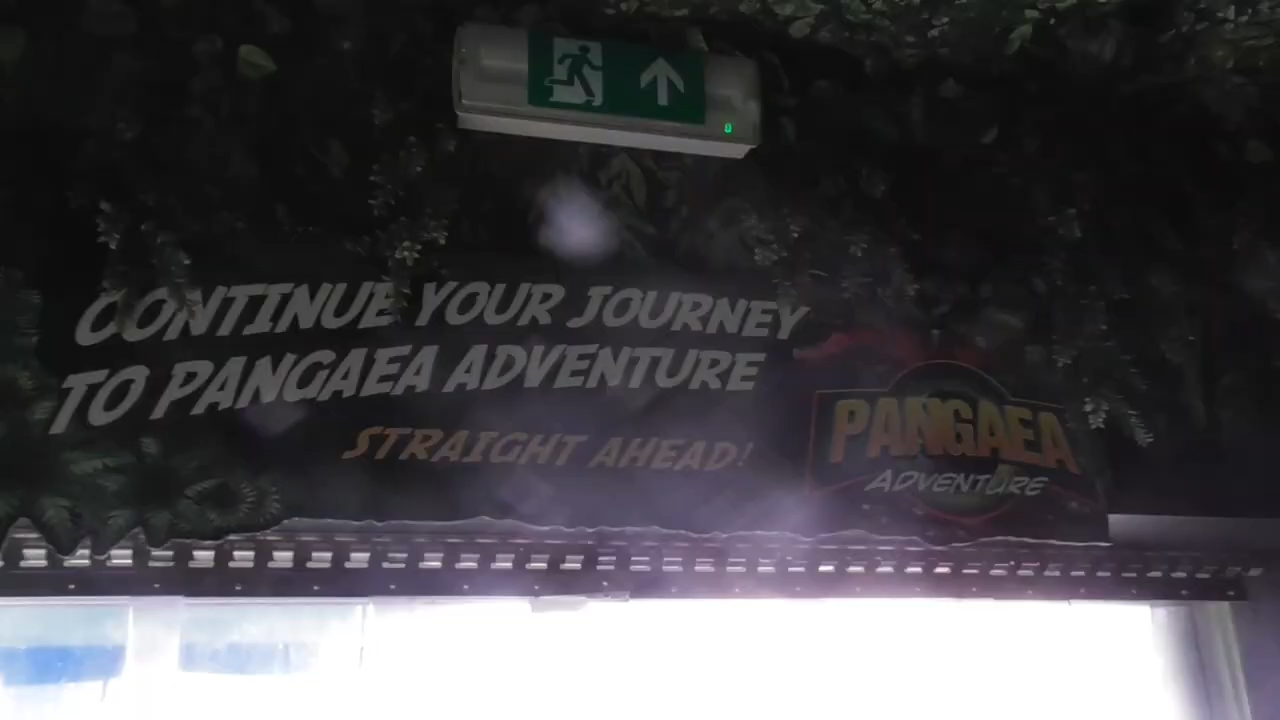 CONTINUE YOUR JOURNEY
TO PANGAEA ADVENTURE
STRAIGHT AHEAD!
PANGAEA
ADVENTURE